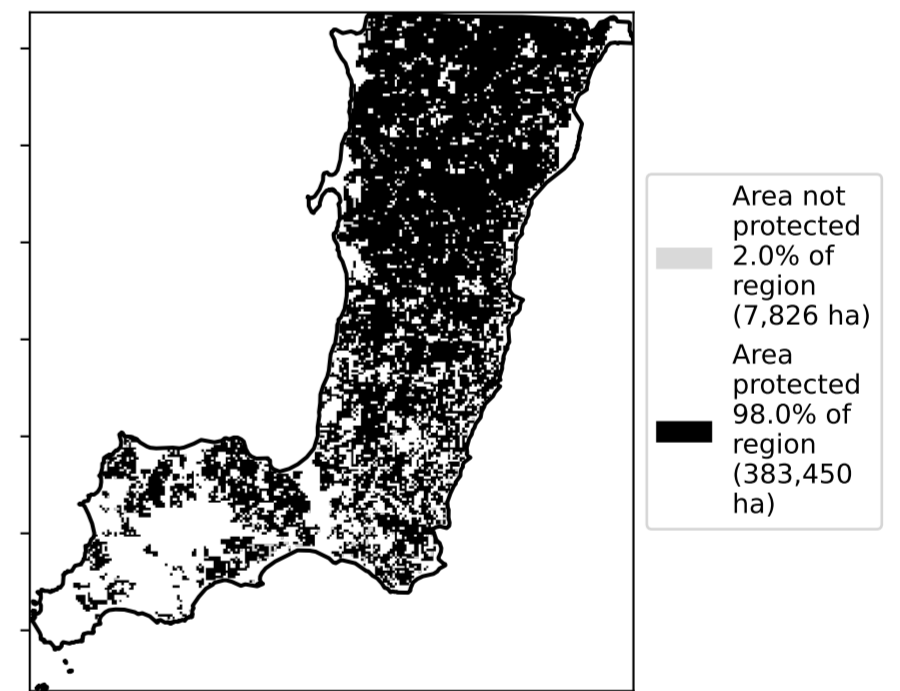 Area not
protected
2.0% of
region
(7,826 ha)
Area
protected
98.0% of
region
(383,450
ha)